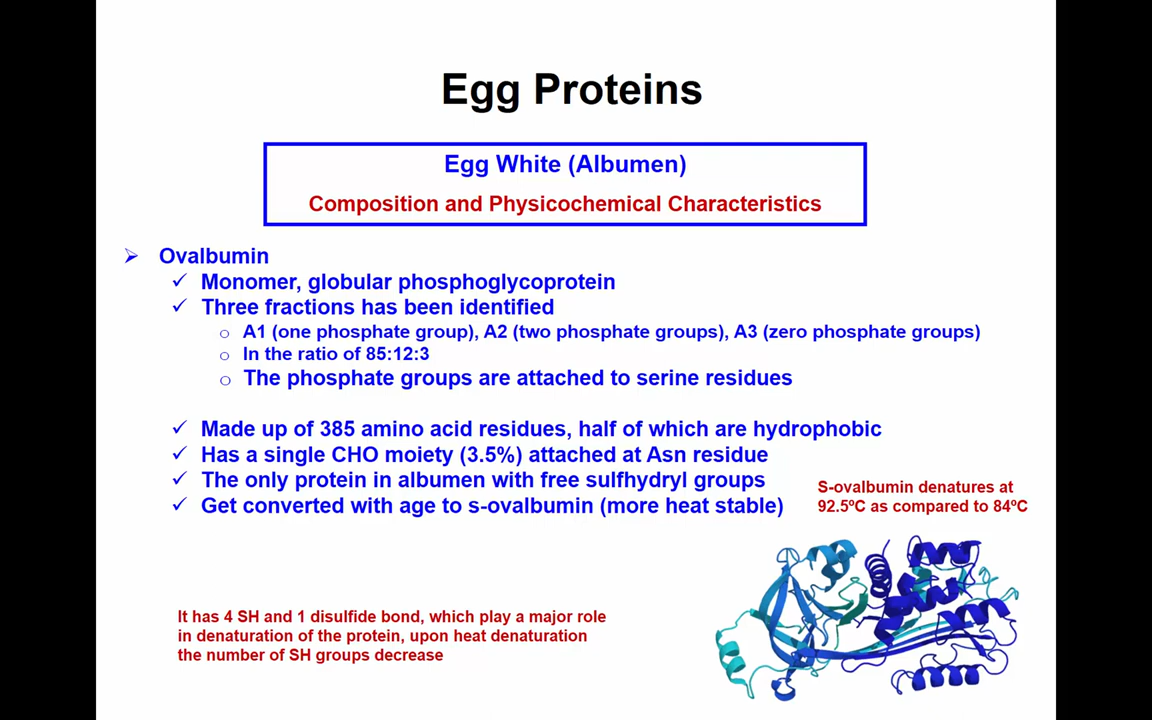 Egg Proteins
Egg White (Albumen)
Composition and Physicochemical Characteristics
➢ Ovalbumin
✓ Monomer, globular phosphoglycoprotein
✓ Three fractions has been identified
○ A1 (one phosphate group), A2 (two phosphate groups), A3 (zero phosphate groups)
○ In the ratio of 85:12:3
○ The phosphate groups are attached to serine residues
✓ Made up of 385 amino acid residues, half of which are hydrophobic
✓ Has a single CHO moiety (3.5%) attached at Asn residue
✓ The only protein in albumen with free sulfhydryl groups
✓ Get converted with age to s-ovalbumin (more heat stable)
S-ovalbumin denatures at
92.5ºC as compared to 84ºC
It has 4 SH and 1 disulfide bond, which play a major role
in denaturation of the protein, upon heat denaturation
the number of SH groups decrease